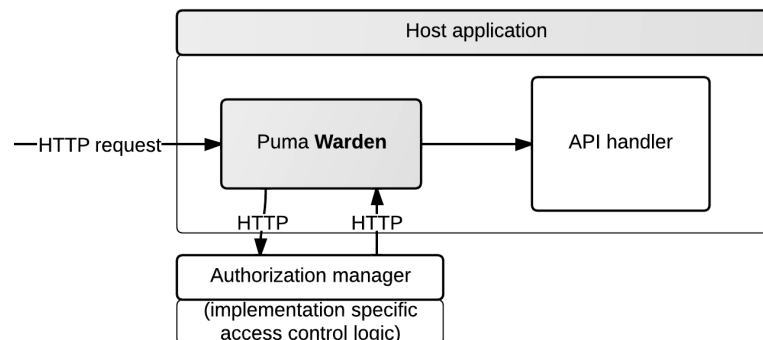 Host application
HTTP request
Puma Warden
API handler
HTTP
HTTP
Authorization manager
(implementation specific
access control logic)